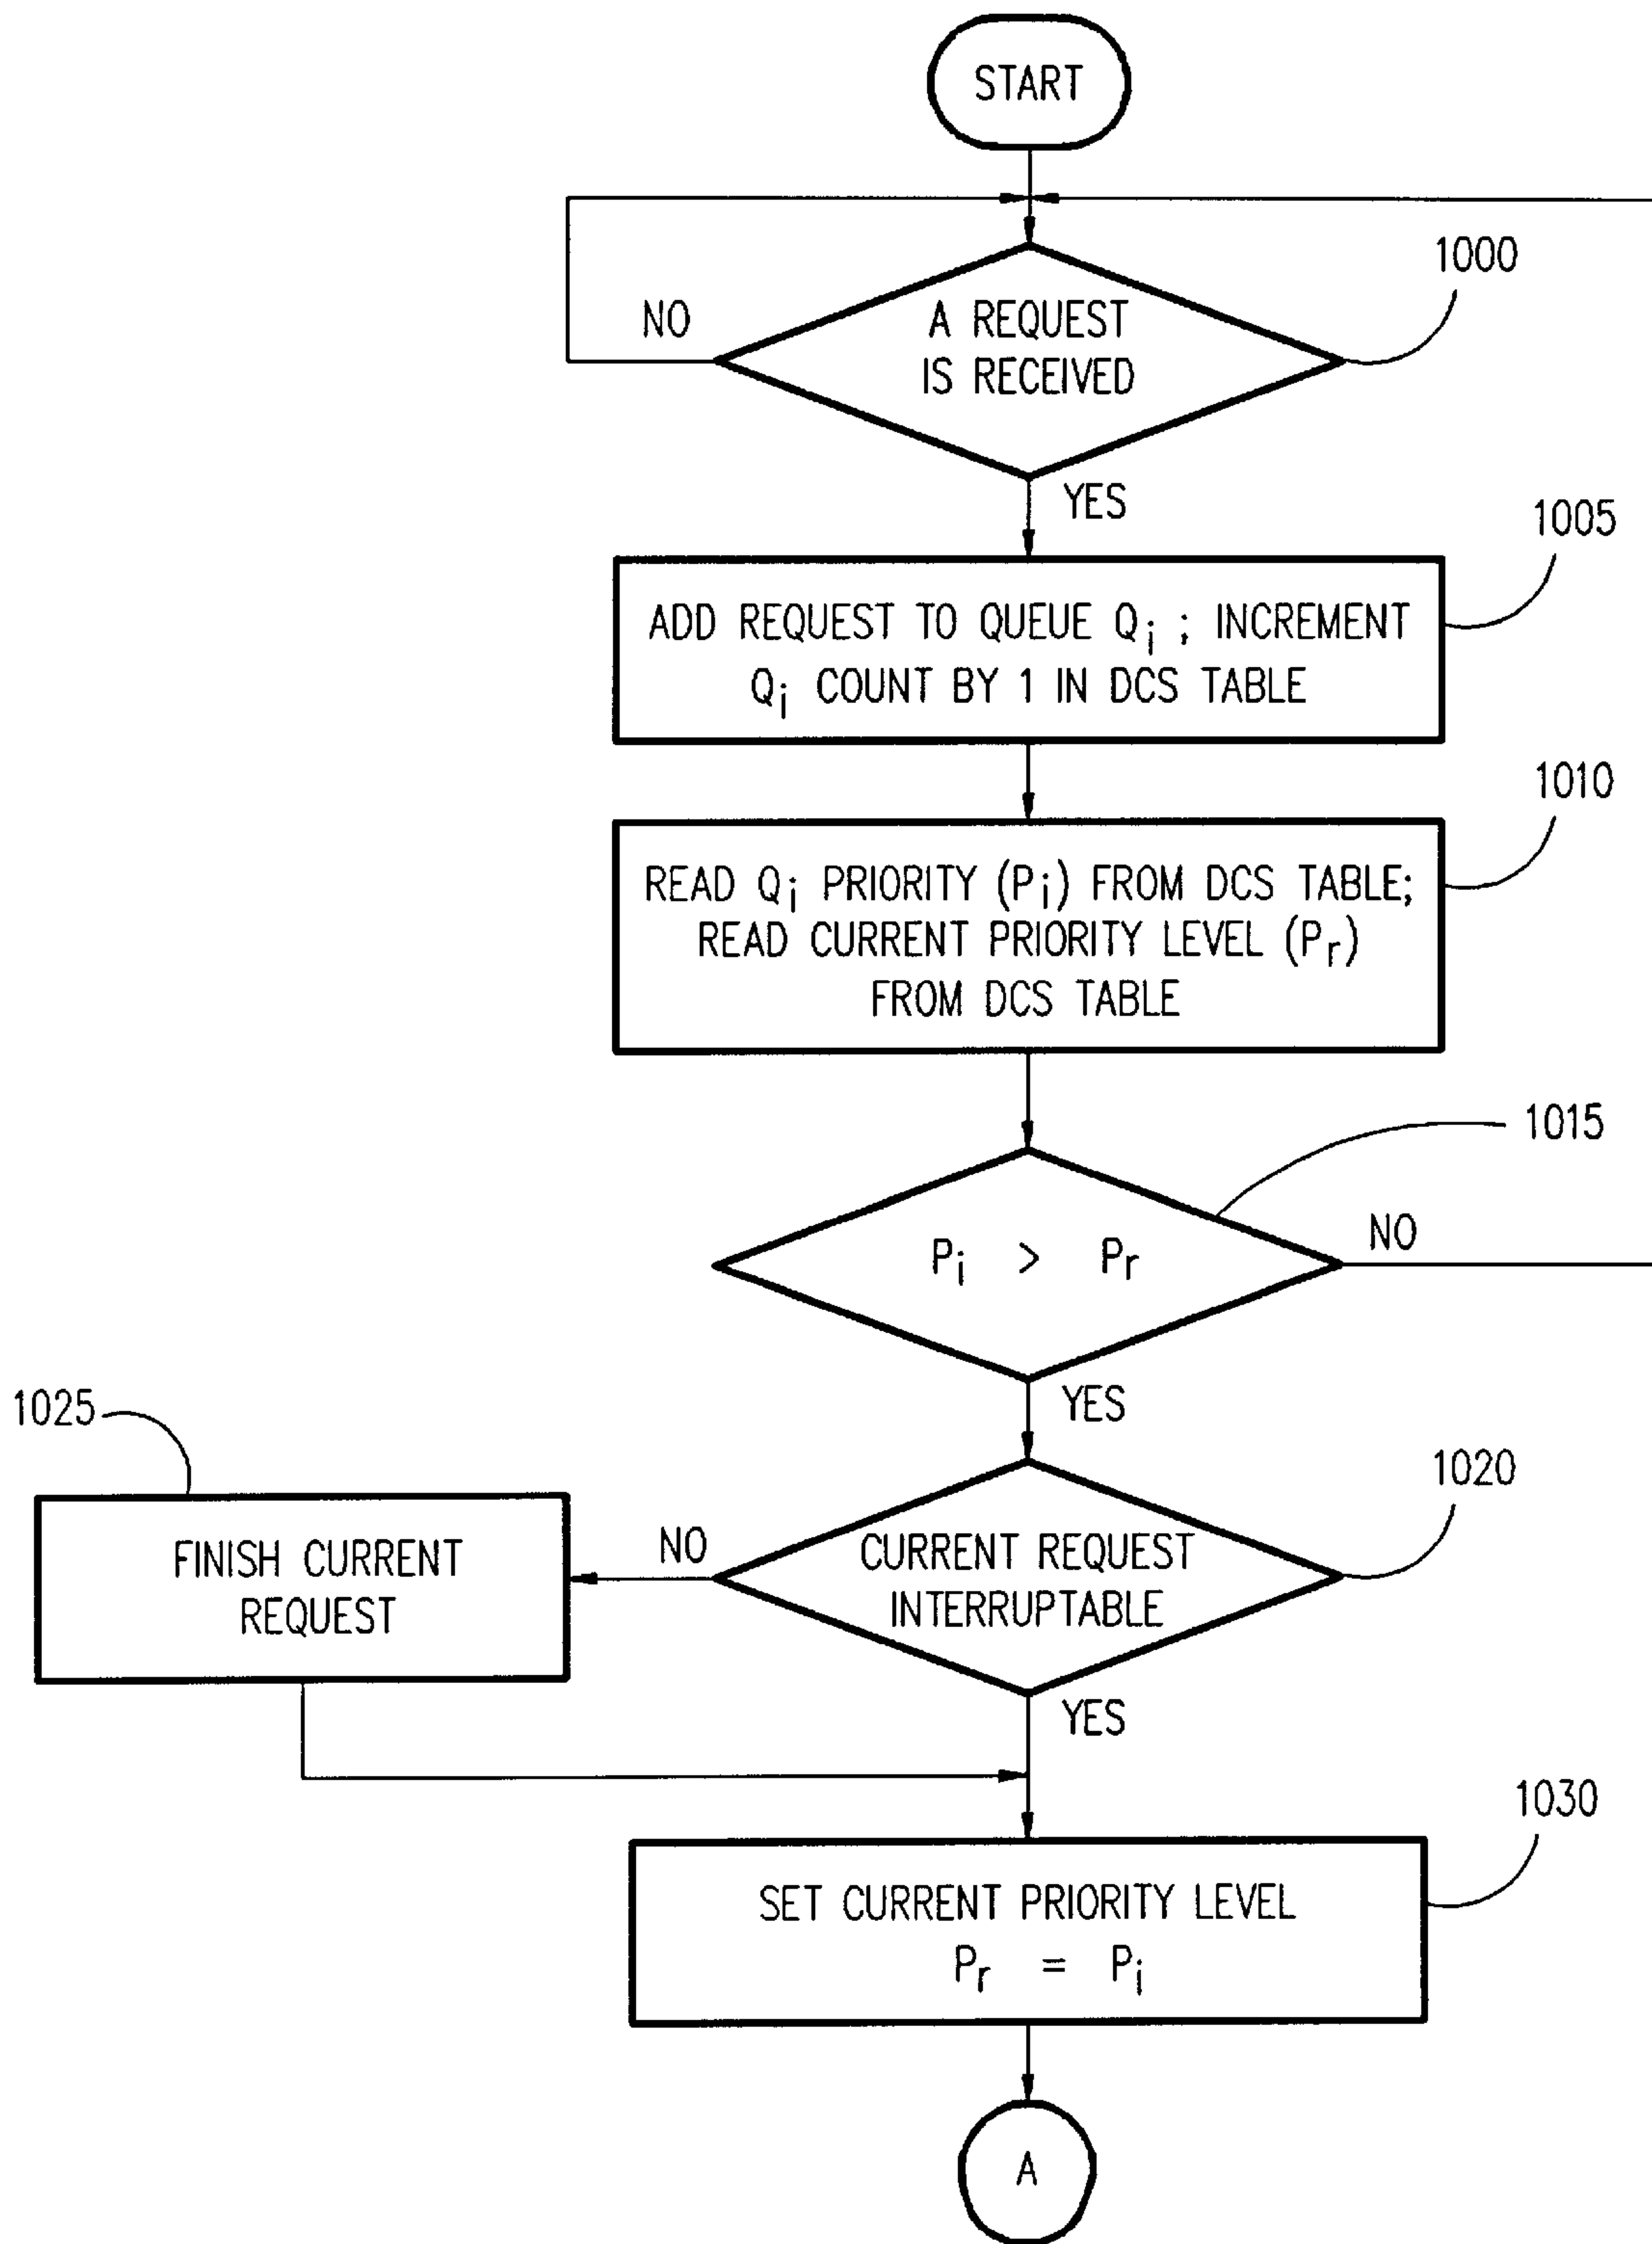 START
1000
NO
A REQUEST
IS RECEIVED
YES
1005
ADD REQUEST TO QUEUE Qi ; INCREMENT
Qi COUNT BY 1 IN DCS TABLE
1010
READ Qi PRIORITY (Pi) FROM DCS TABLE;
READ CURRENT PRIORITY LEVEL (Pr)
FROM DCS TABLE
1015
Pi > Pr
NO
YES
1025
1020
FINISH CURRENT
REQUEST
NO
CURRENT REQUEST
INTERRUPTABLE
YES
1030
SET CURRENT PRIORITY LEVEL
Pr = Pi
A